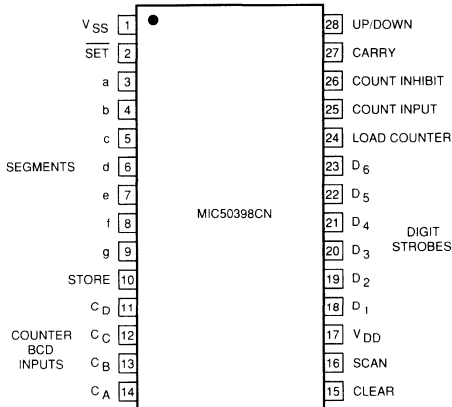 VSS 1 28 UP/DOWN
SET 2 27 CARRY
a 3 26 COUNT INHIBIT
b 4 25 COUNT INPUT
c 5 24 LOAD COUNTER
SEGMENTS d 6 23 D6
e 7 22 D5
MIC50398CN
f 8 21 D4
DIGIT
STROBES
g 9 20 D3
STORE 10 19 D2
CD 11 18 D1
COUNTER
BCD
INPUTS
CC 12 17 VDD
CB 13 16 SCAN
CA 14 15 CLEAR